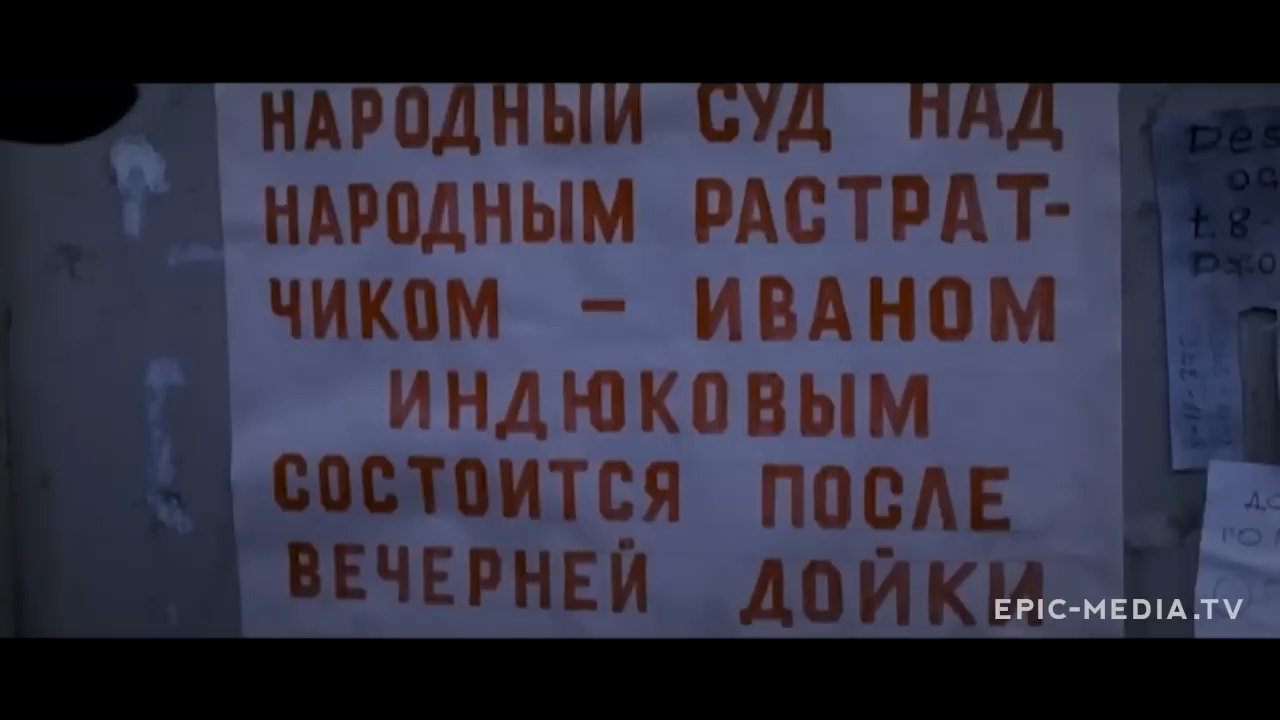 НАРОДНЫЙ СУД НАД
НАРОДНЫМ РАСТРАТ-
ЧИКОМ – ИВАНОМ
ИНДЮКОВЫМ
СОСТОИТСЯ ПОСЛЕ
ВЕЧЕРНЕЙ ДОЙКИ
EPIC-MEDIA.TV